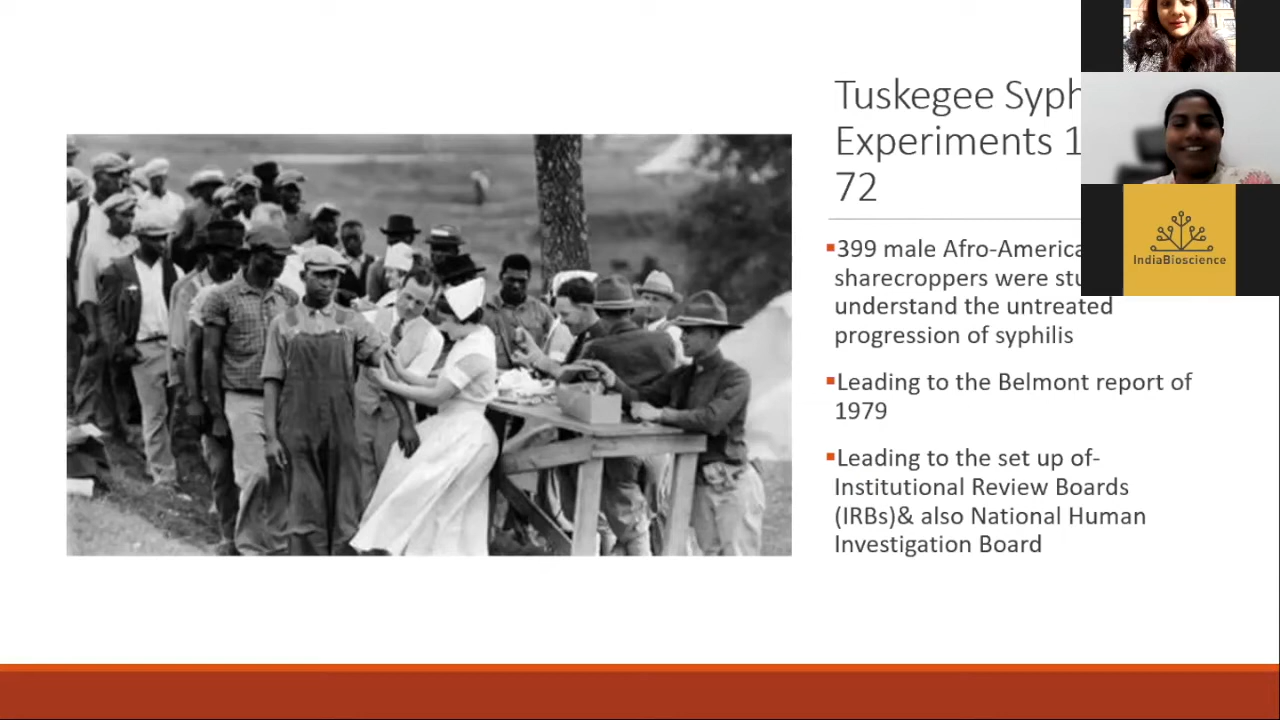 Tuskegee Syph
Experiments 1
72
399 male Afro-America
sharecroppers were stu
understand the untreated
progression of syphilis
Leading to the Belmont report of
1979
Leading to the set up of-
Institutional Review Boards
(IRBs)& also National Human
Investigation Board
IndiaBioscience